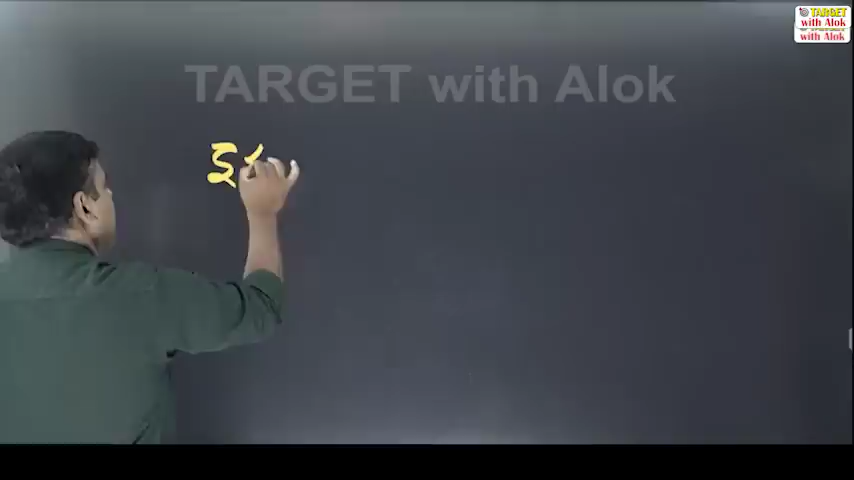 TARGET
with Alok
with Alok
TARGET with Alok
इ